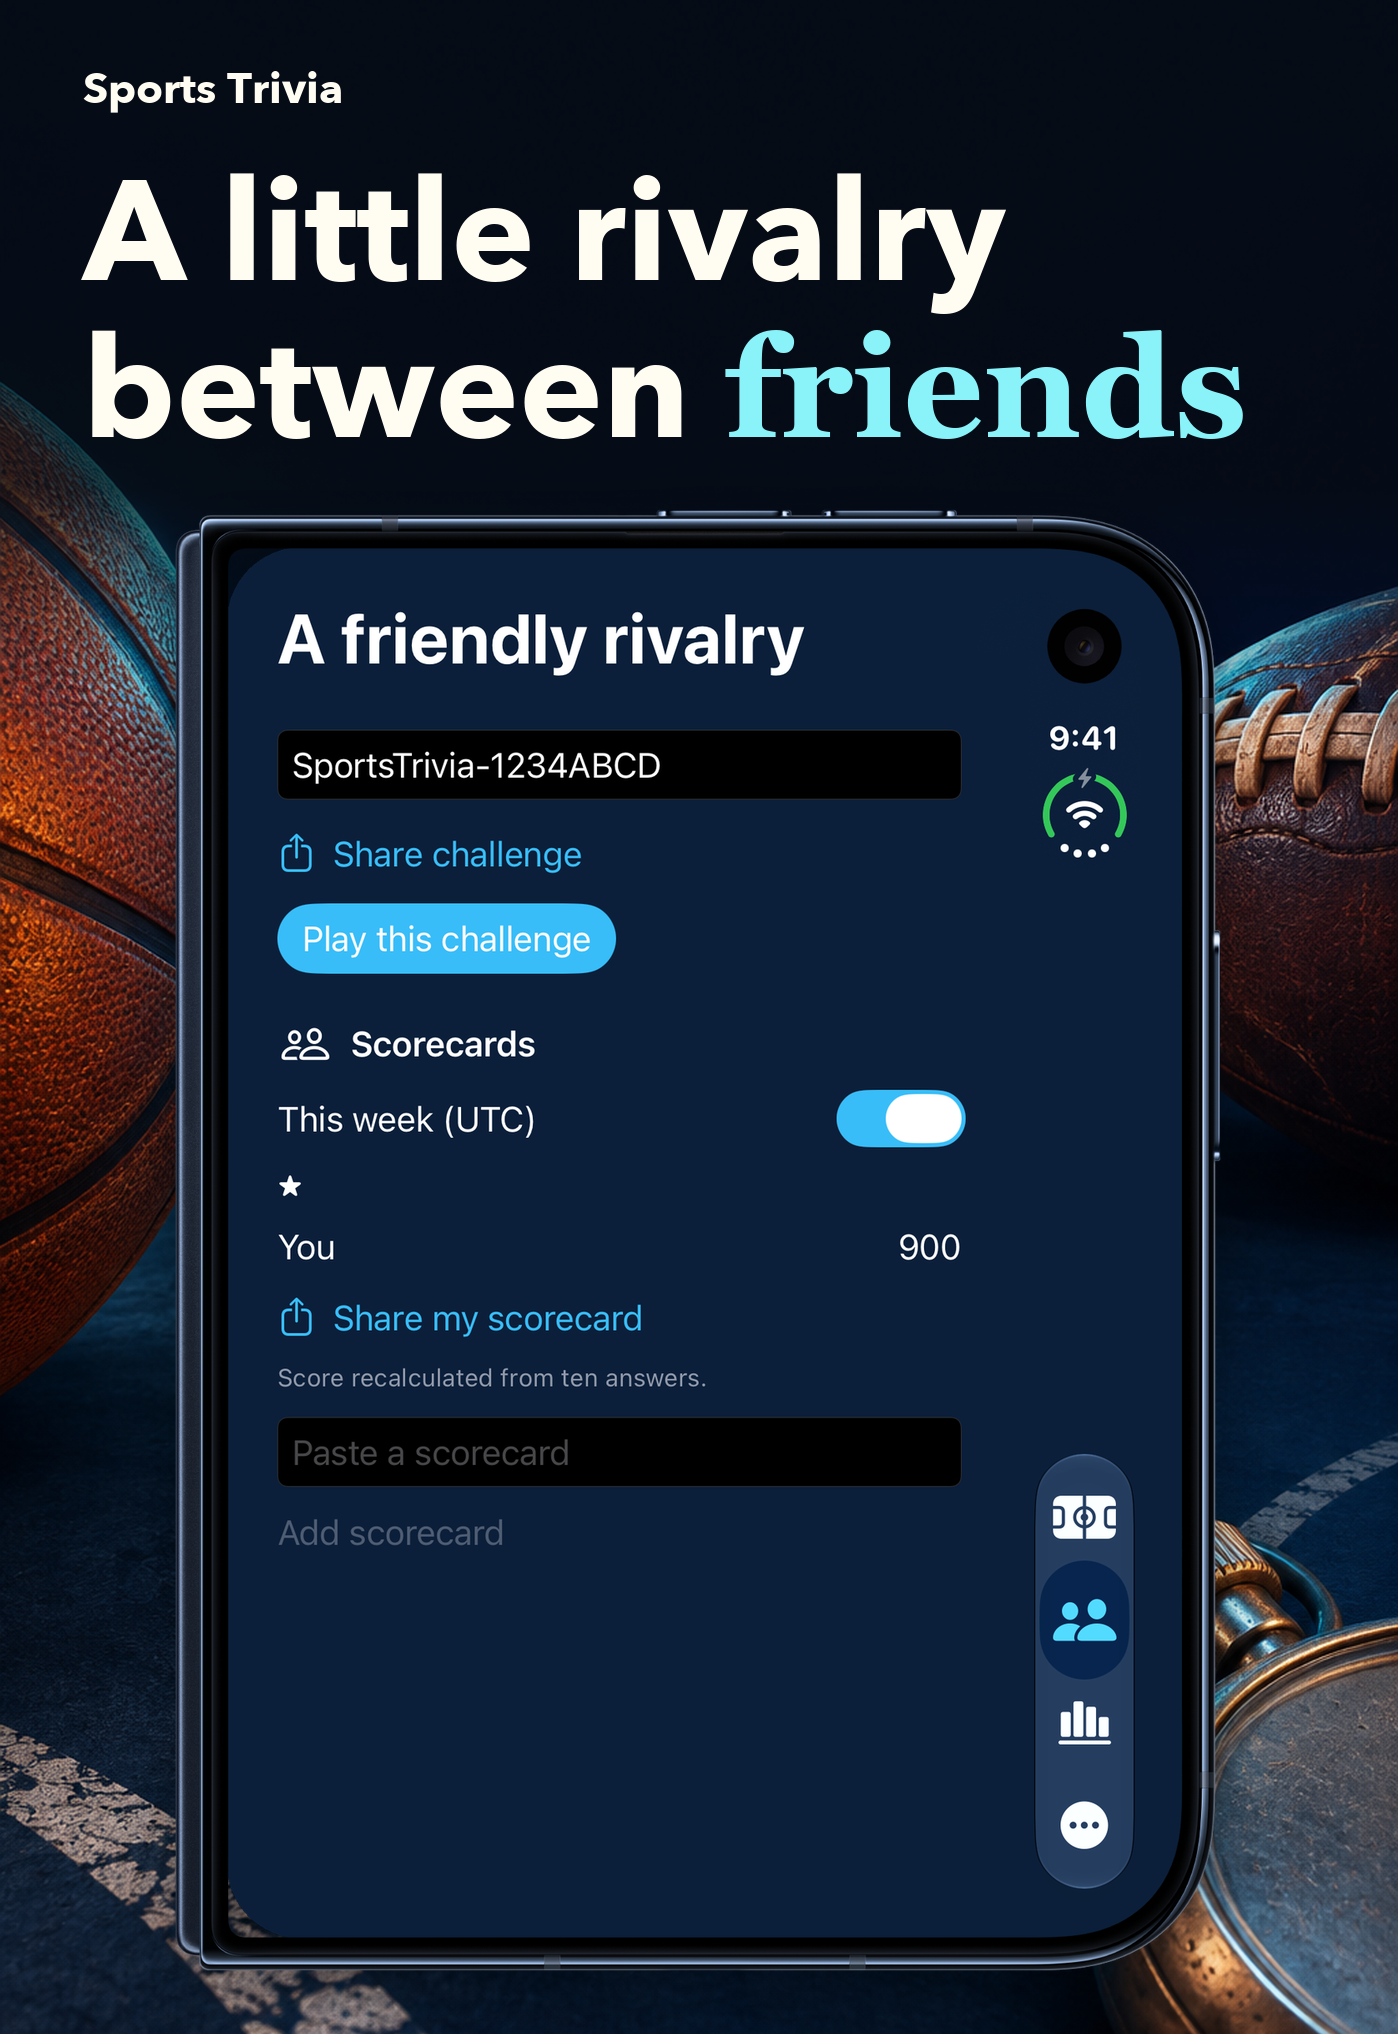 Sports Trivia
A little rivalry
between friends
A friendly rivalry
9:41
SportsTrivia-1234ABCD
Share challenge
Play this challenge
Scorecards
This week (UTC)
You 900
Share my scorecard
Score recalculated from ten answers.
Paste a scorecard
Add scorecard